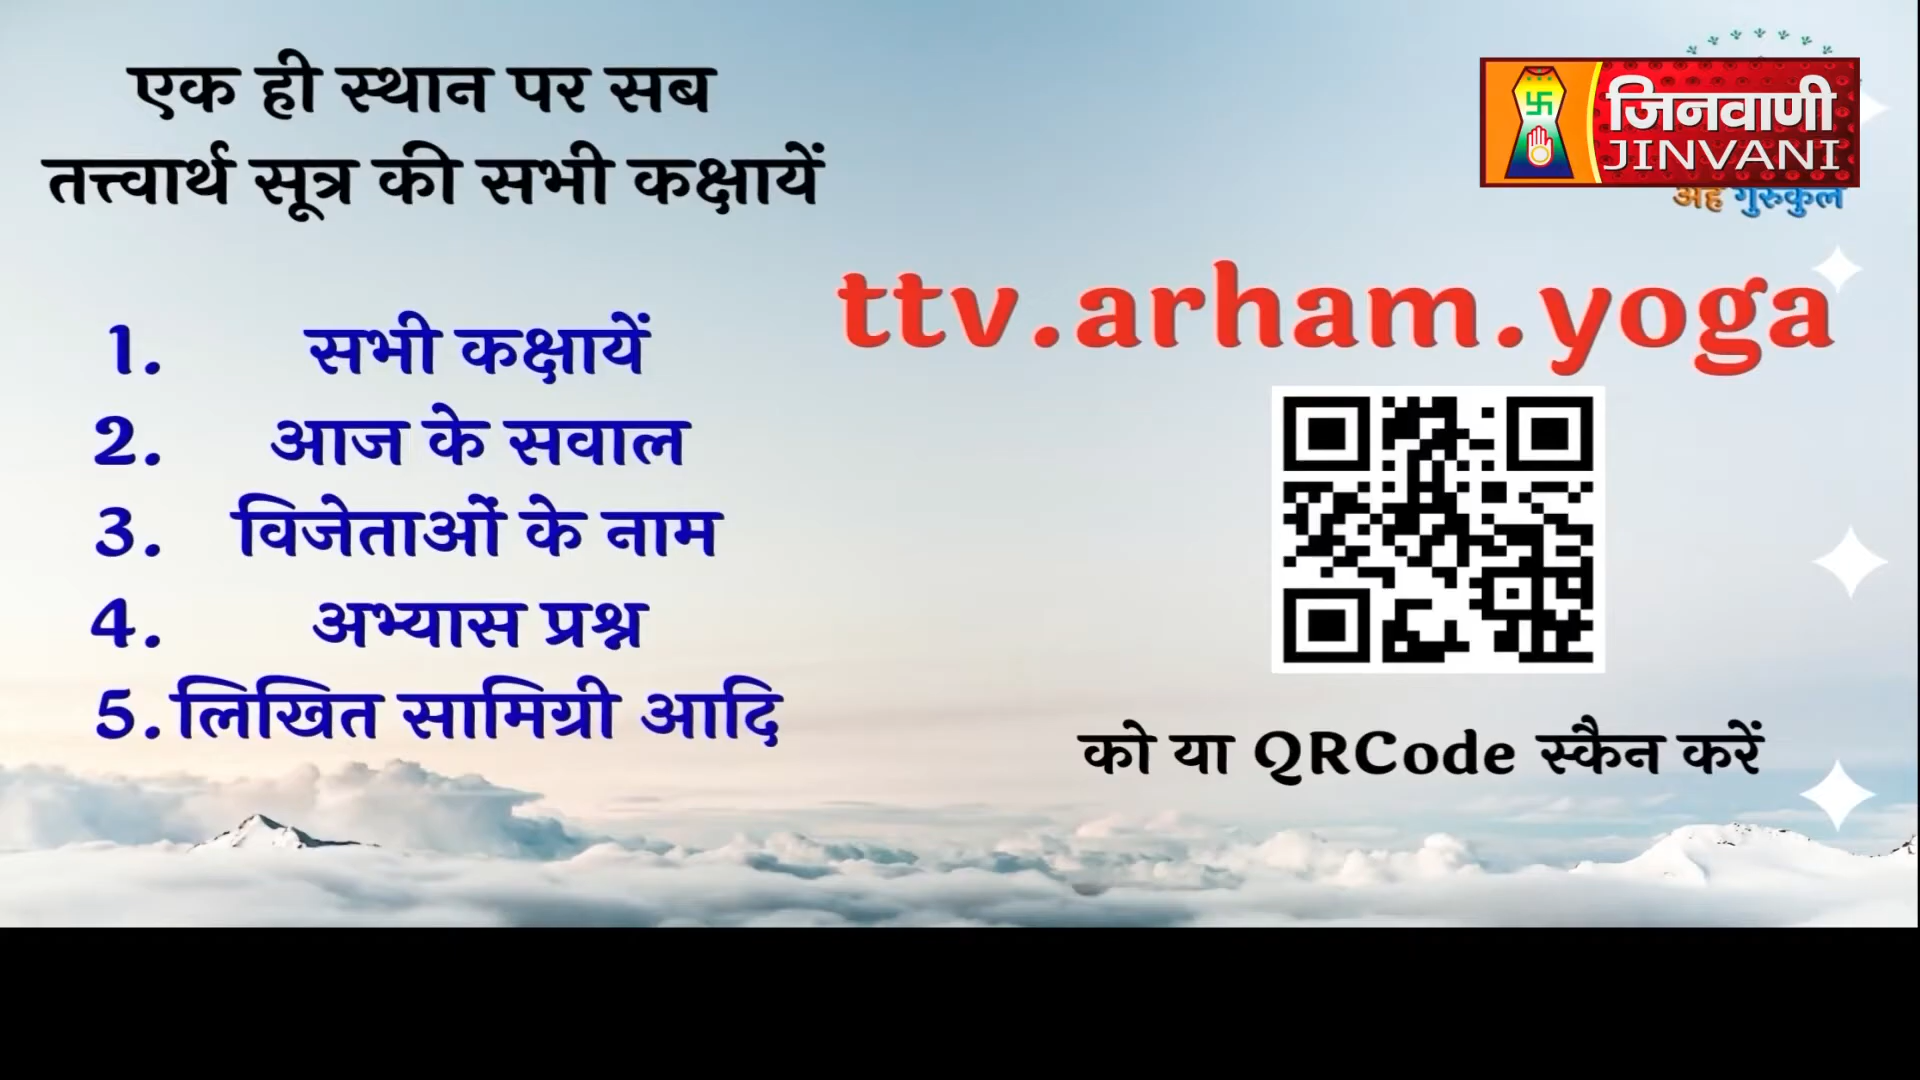 एक ही स्थान पर सब
तत्त्वार्थ सूत्र की सभी कक्षायें
जिनवाणी
JINVANI
अर्हं गुरुकुल
ttv.arham.yoga
1. सभी कक्षायें
2. आज के सवाल
3. विजेताओं के नाम
4. अभ्यास प्रश्न
5. लिखित सामिग्री आदि
को या QRCode स्कैन करें